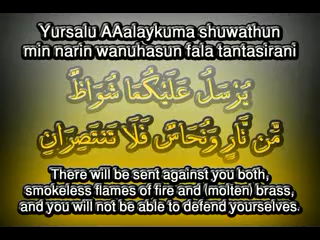 Yursalu AAalaykuma shuwathun
min narin wanuhasun fala tantasirani
يُرْسَلُ عَلَيْكُمَا شُوَاظٌ
مِّن نَّارٍ وَنُحَاسٌ فَلَا تَنتَصِرَانِ
There will be sent against you both,
smokeless flames of fire and (molten) brass,
and you will not be able to defend yourselves.